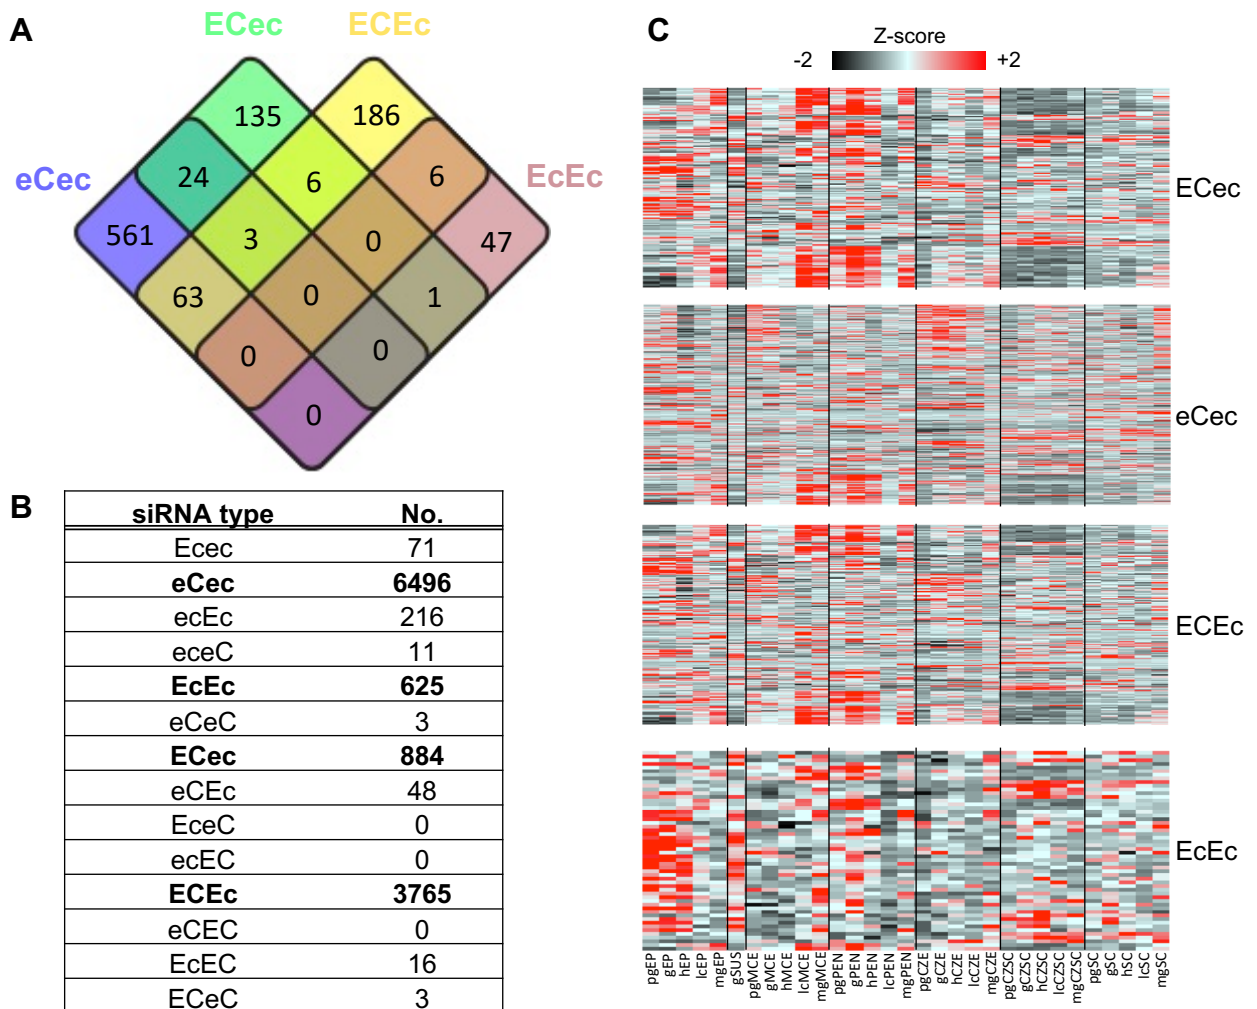 A
ECec
ECEc
eCec
EcEc
135
186
24
6
6
561
3
0
47
63
0
1
0
0
0
B
siRNA type No.
Ecec 71
eCec 6496
ecEc 216
eceC 11
EcEc 625
eCeC 3
ECec 884
eCEc 48
EceC 0
ecEC 0
ECEc 3765
eCEC 0
EcEC 16
ECeC 3
C
Z-score
-2 +2
ECec
eCec
ECEc
EcEc
pgEP
gEP
hEP
lcEP
mgEP
gSUS
pgMCE
gMCE
hMCE
lcMCE
mgMCE
pgPEN
gPEN
hPEN
lcPEN
mgPEN
pgCZE
gCZE
hCZE
lcCZE
mgCZE
pgCZSC
gCZSC
hCZSC
lcCZSC
mgCZSC
pgSC
gSC
hSC
lcSC
mgSC